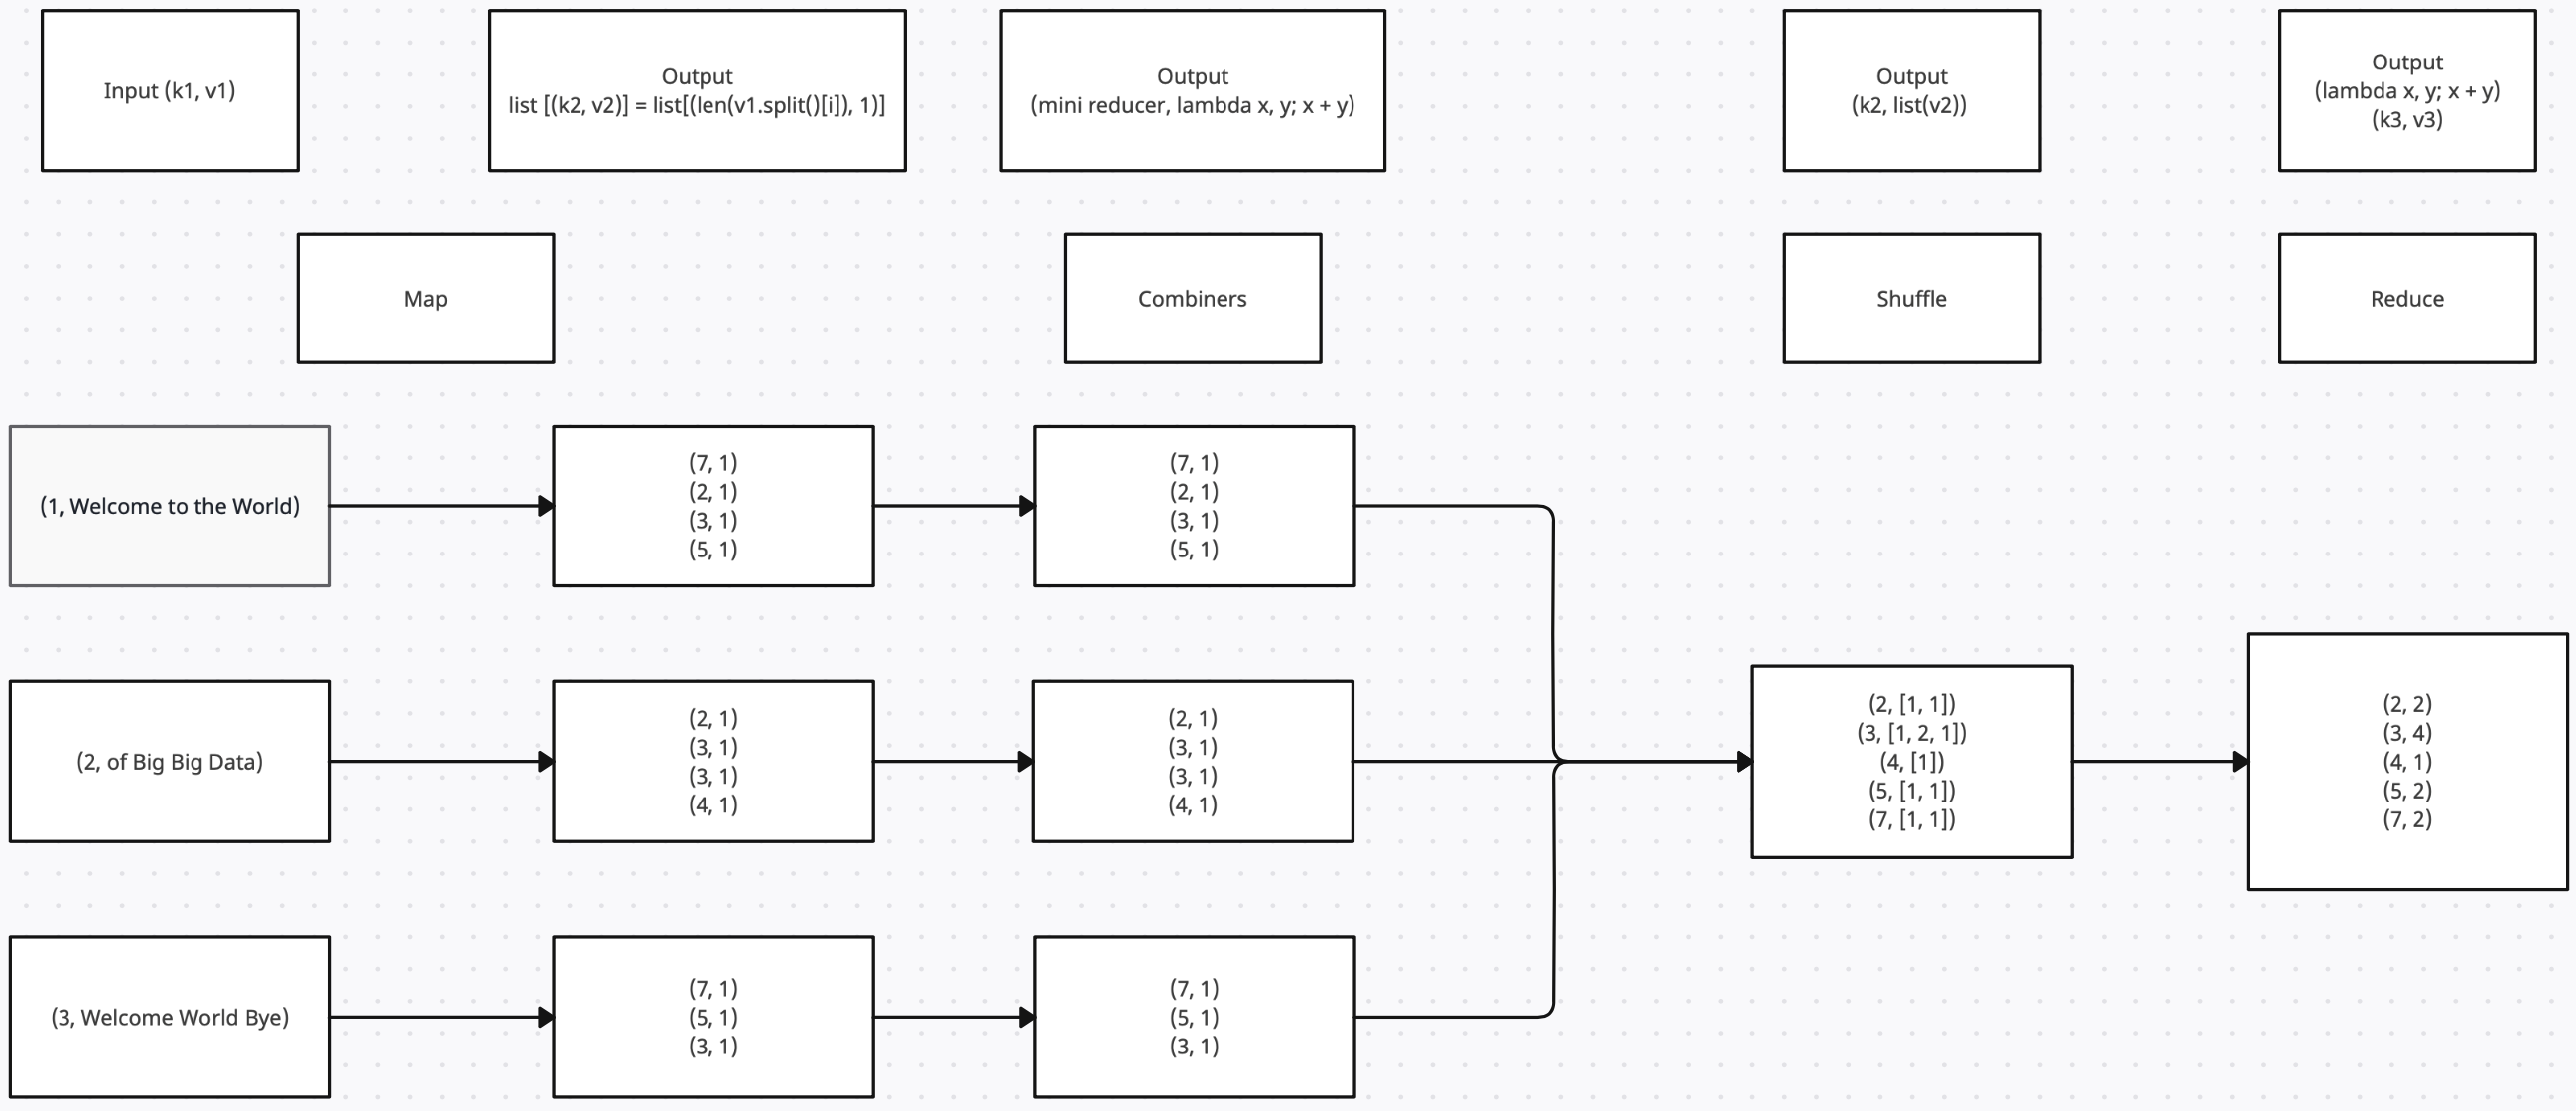 Input (k1, v1)
Output
list [(k2, v2)] = list[(len(v1.split()[i]), 1)]
Output
(mini reducer, lambda x, y; x + y)
Output
(k2, list(v2))
Output
(lambda x, y; x + y)
(k3, v3)
Map
Combiners
Shuffle
Reduce
(1, Welcome to the World)
(7, 1)
(2, 1)
(3, 1)
(5, 1)
(7, 1)
(2, 1)
(3, 1)
(5, 1)
(2, of Big Big Data)
(2, 1)
(3, 1)
(3, 1)
(4, 1)
(2, 1)
(3, 1)
(3, 1)
(4, 1)
(2, [1, 1])
(3, [1, 2, 1])
(4, [1])
(5, [1, 1])
(7, [1, 1])
(2, 2)
(3, 4)
(4, 1)
(5, 2)
(7, 2)
(3, Welcome World Bye)
(7, 1)
(5, 1)
(3, 1)
(7, 1)
(5, 1)
(3, 1)